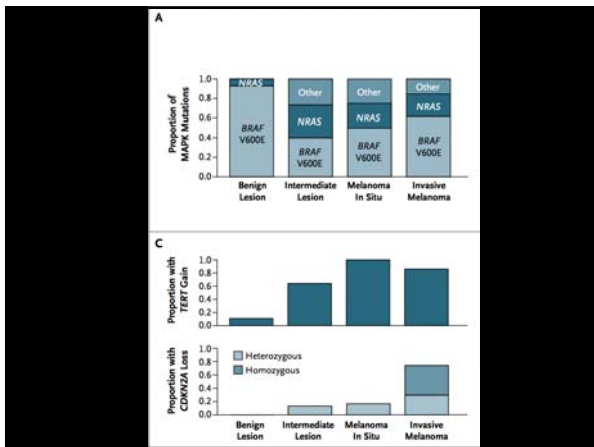 A
Proportion of
MAPK Mutations
1.0
0.8
0.6
0.4
0.2
0.0
NRAS
BRAF
V600E
Other
NRAS
BRAF
V600E
Other
NRAS
BRAF
V600E
Other
NRAS
BRAF
V600E
Benign
Lesion
Intermediate
Lesion
Melanoma
In Situ
Invasive
Melanoma
C
Proportion with
TERT Gain
1.0
0.8
0.6
0.4
0.2
0.0
Proportion with
CDKN2A Loss
1.0
0.8
0.6
0.4
0.2
0.0
Heterozygous
Homozygous
Benign
Lesion
Intermediate
Lesion
Melanoma
In Situ
Invasive
Melanoma